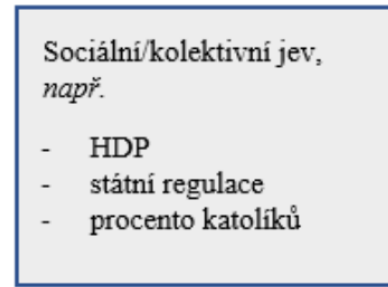 Sociální/kolektivní jev,
např.
- HDP
- státní regulace
- procento katolíků